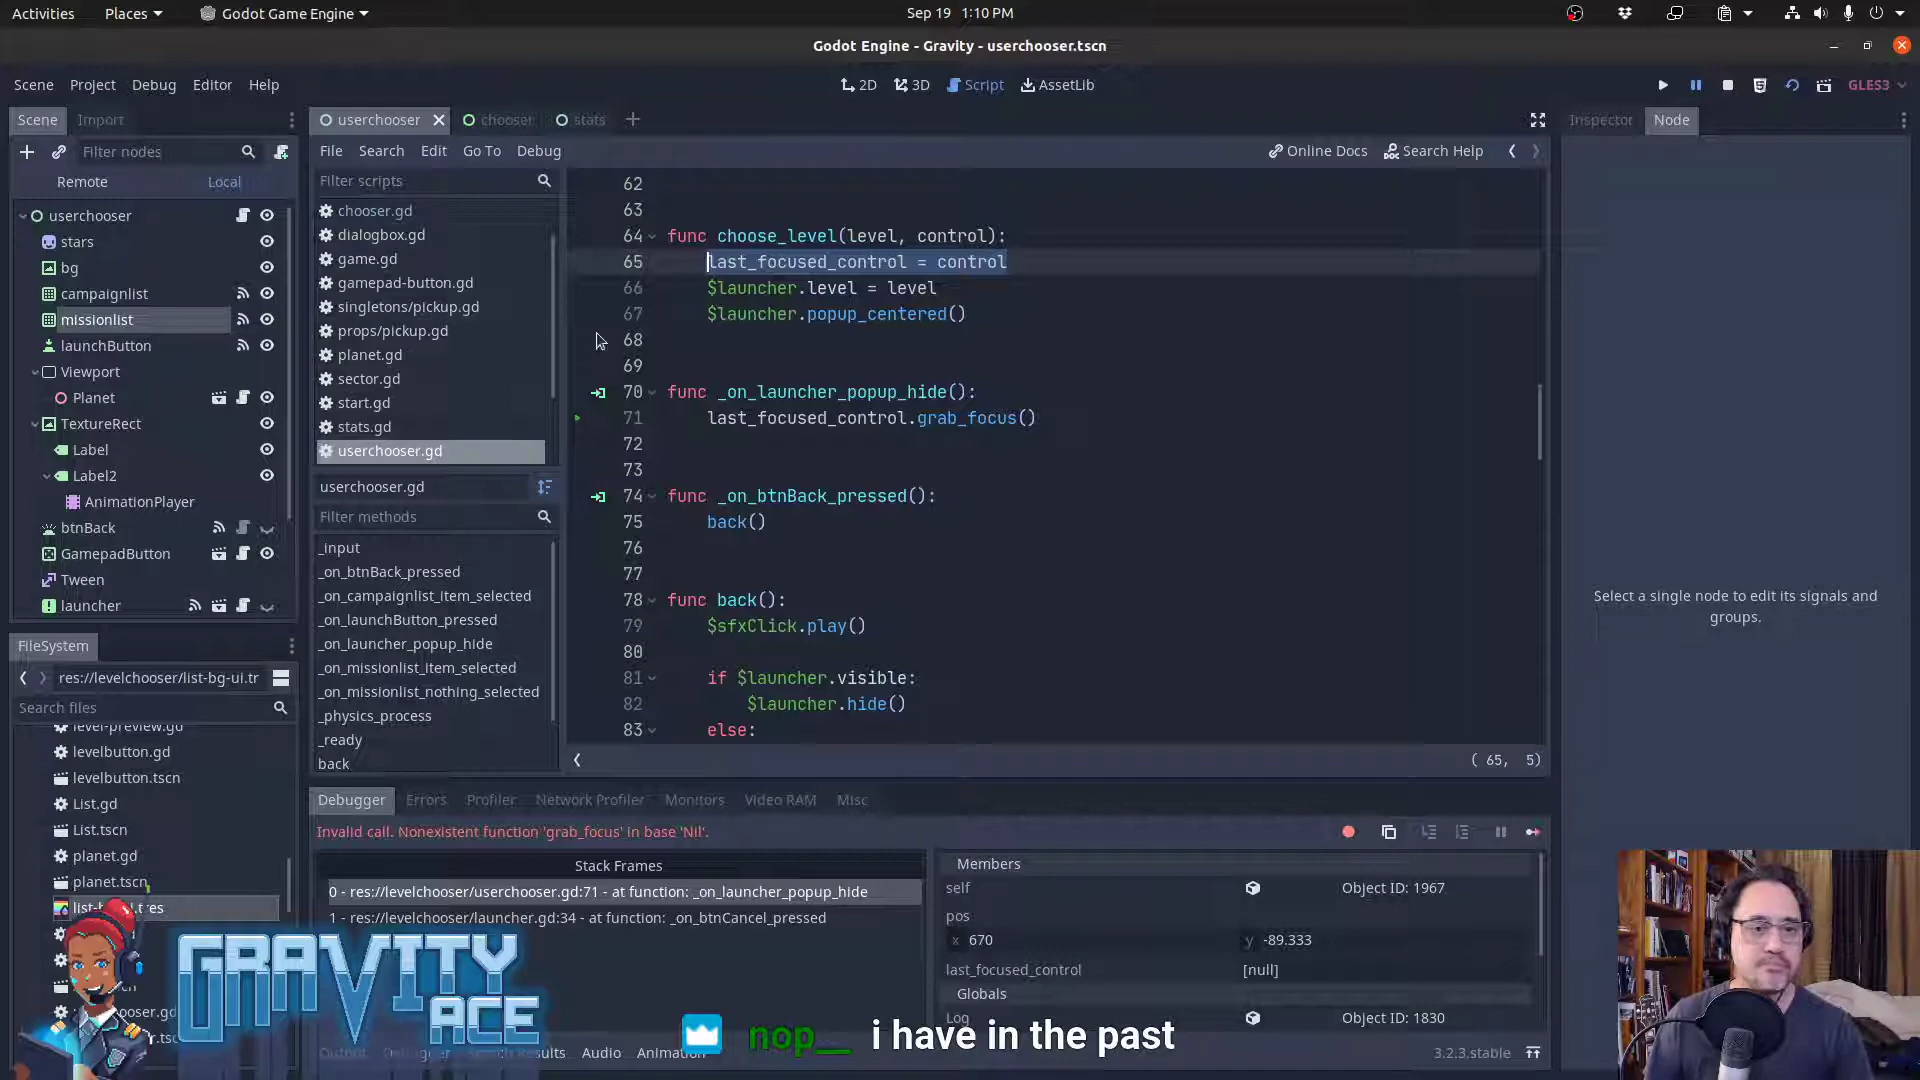 Activities Places Godot Game Engine Sep 19 1:10 PM
Godot Engine - Gravity - userchooser.tscn
Scene Project Debug Editor Help 2D 3D Script AssetLib GLES3
Scene Import userchooser chooser stats Inspector Node
Filter nodes File Search Edit Go To Debug Online Docs Search Help
Remote Local
userchooser
stars
bg
campaignlist
missionlist
launchButton
Viewport
Planet
TextureRect
Label
Label2
AnimationPlayer
btnBack
GamepadButton
Tween
launcher
FileSystem
res://levelchooser/list-bg-ui.tr
Search files
level-preview.gd
levelbutton.gd
levelbutton.tscn
List.gd
List.tscn
planet.gd
planet.tscn
Filter scripts
chooser.gd
dialogbox.gd
game.gd
gamepad-button.gd
singletons/pickup.gd
props/pickup.gd
planet.gd
sector.gd
start.gd
stats.gd
userchooser.gd
userchooser.gd
Filter methods
_input
_on_btnBack_pressed
_on_campaignlist_item_selected
_on_launchButton_pressed
_on_launcher_popup_hide
_on_missionlist_item_selected
_on_missionlist_nothing_selected
_physics_process
_ready
back
62
63
64 func choose_level(level, control):
65 last_focused_control = control
66 $launcher.level = level
67 $launcher.popup_centered()
68
69
70 func _on_launcher_popup_hide():
71 last_focused_control.grab_focus()
72
73
74 func _on_btnBack_pressed():
75 back()
76
77
78 func back():
79 $sfxClick.play()
80
81 if $launcher.visible:
82 $launcher.hide()
83 else:
( 65, 5)
Select a single node to edit its signals and
groups.
Debugger Errors Profiler Network Profiler Monitors Video RAM Misc
Invalid call. Nonexistent function 'grab_focus' in base 'Nil'.
Stack Frames
0 - res://levelchooser/userchooser.gd:71 - at function: _on_launcher_popup_hide
1 - res://levelchooser/launcher.gd:34 - at function: _on_btnCancel_pressed
Members
self Object ID: 1967
pos
x 670 y -89.333
last_focused_control [null]
Globals
Log Object ID: 1830
GRAVITY
ACE
nop__ i have in the past
Audio
3.2.3.stable